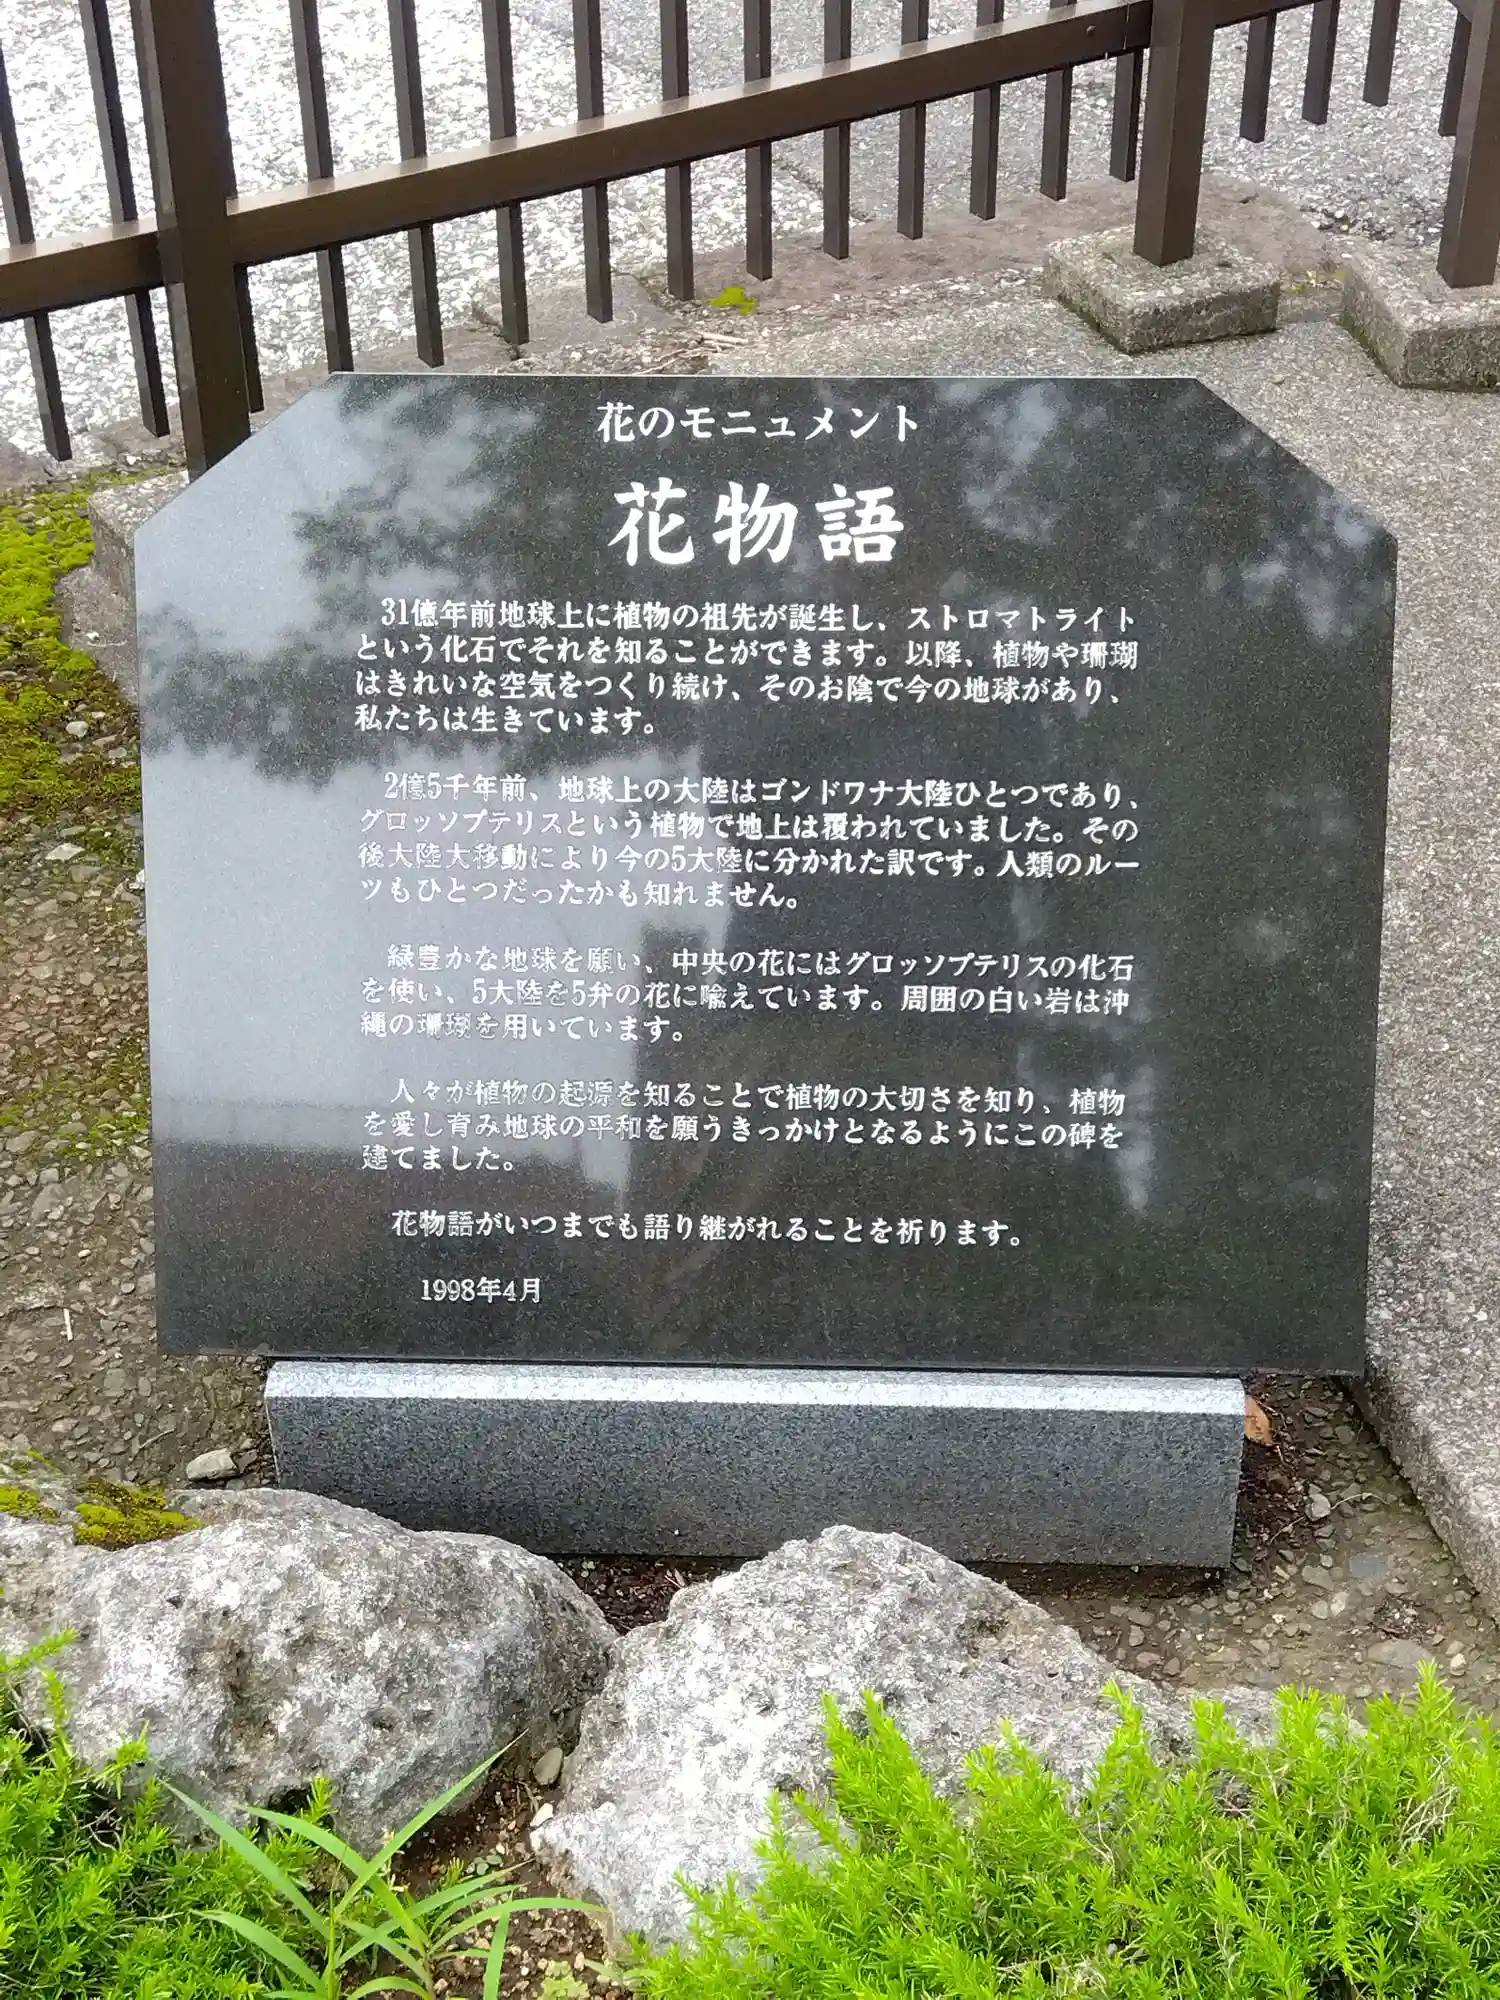 花のモニュメント
花物語
31億年前地球上に植物の祖先が誕生し、ストロマトライト
という化石でそれを知ることができます。以降、植物や珊瑚
はきれいな空気をつくり続け、そのお陰で今の地球があり、
私たちは生きています。
2億5千年前、地球上の大陸はゴンドワナ大陸ひとつであり、
グロッソプテリスという植物で地上は覆われていました。その
後大陸大移動により今の5大陸に分かれた訳です。人類のルー
ツもひとつだったかも知れません。
緑豊かな地球を願い、中央の花にはグロッソプテリスの化石
を使い、5大陸を5弁の花に喩えています。周囲の白い岩は沖
縄の珊瑚を用いています。
人々が植物の起源を知ることで植物の大切さを知り、植物
を愛し育み地球の平和を願うきっかけとなるようにこの碑を
建てました。
花物語がいつまでも語り継がれることを祈ります。
1998年4月